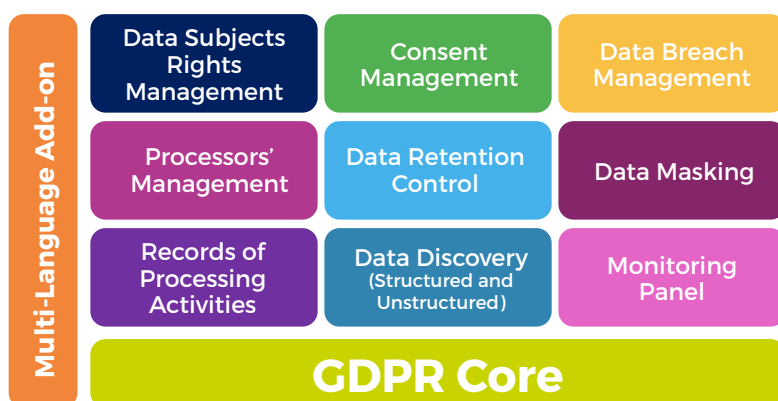 Multi-Language Add-on
Data Subjects
Rights
Management
Consent
Management
Data Breach
Management
Processors’
Management
Data Retention
Control
Data Masking
Records of
Processing
Activities
Data Discovery
(Structured and
Unstructured)
Monitoring
Panel
GDPR Core